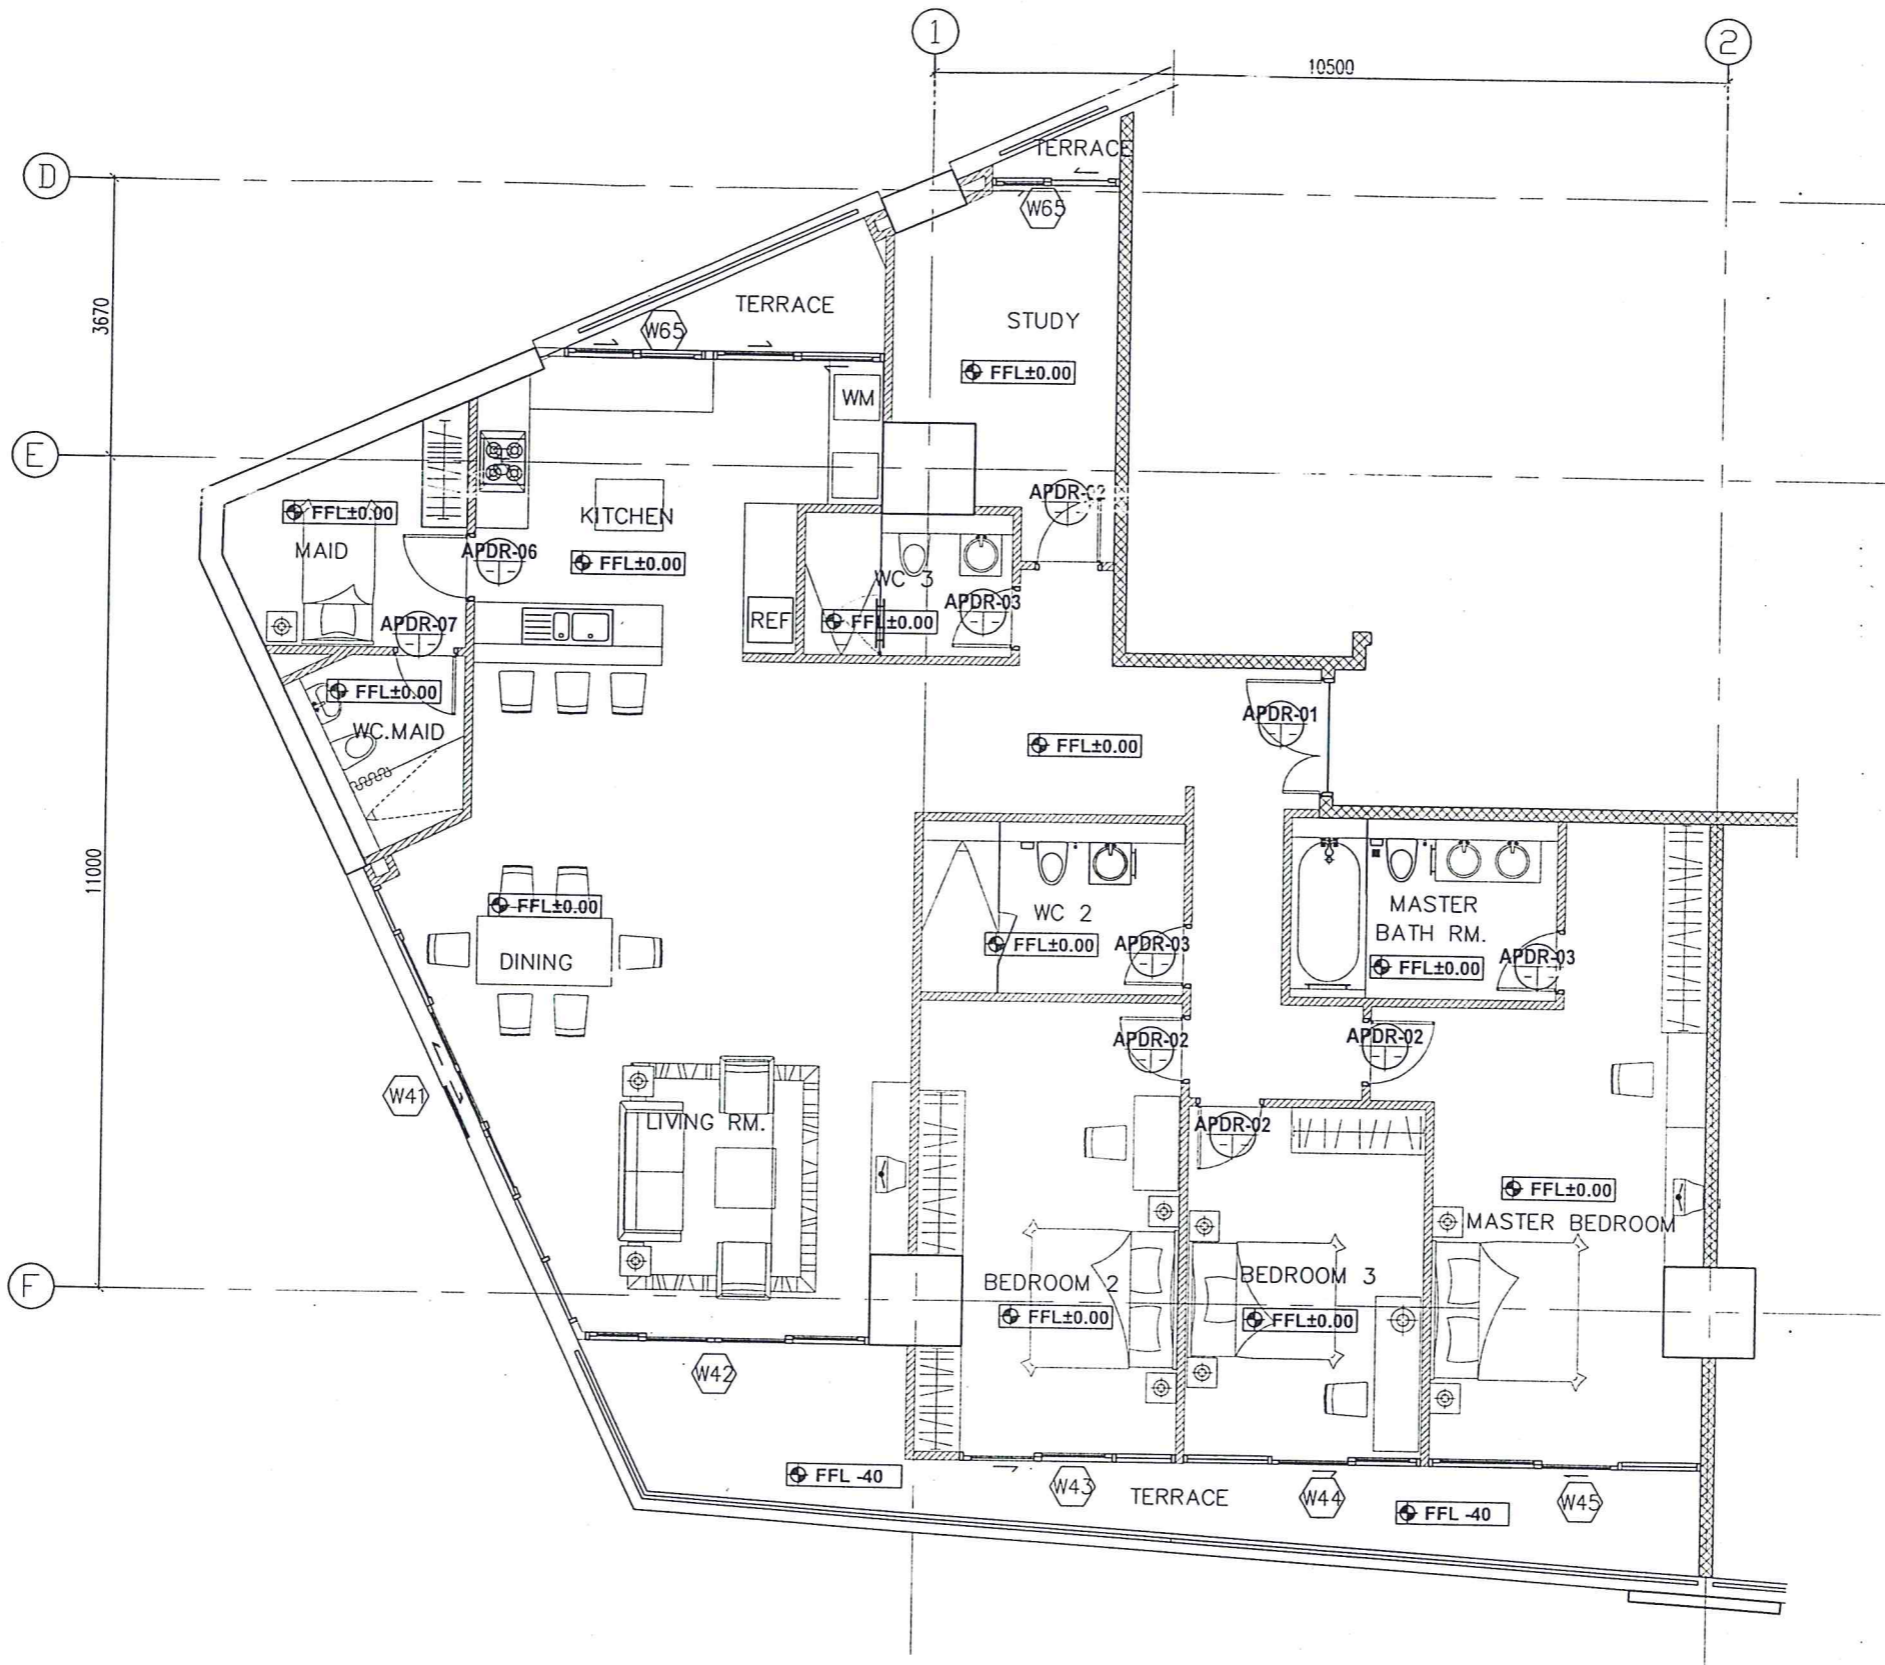 1
2
10500
D
TERRACE
W65
3670
TERRACE
W65
STUDY
FFL±0.00
WM
E
APDR-02
FFL±0.00
KITCHEN
MAID
APDR-06
FFL±0.00
WC 3
APDR-03
REF
FFL±0.00
APDR-07
FFL±0.00
WC.MAID
APDR-01
FFL±0.00
11000
FFL±0.00
DINING
WC 2
FFL±0.00
APDR-03
MASTER
BATH RM.
FFL±0.00
APDR-03
APDR-02
APDR-02
W41
LIVING RM.
APDR-02
FFL±0.00
MASTER BEDROOM
F
BEDROOM 2
FFL±0.00
BEDROOM 3
FFL±0.00
W42
FFL -40
W43
TERRACE
W44
FFL -40
W45